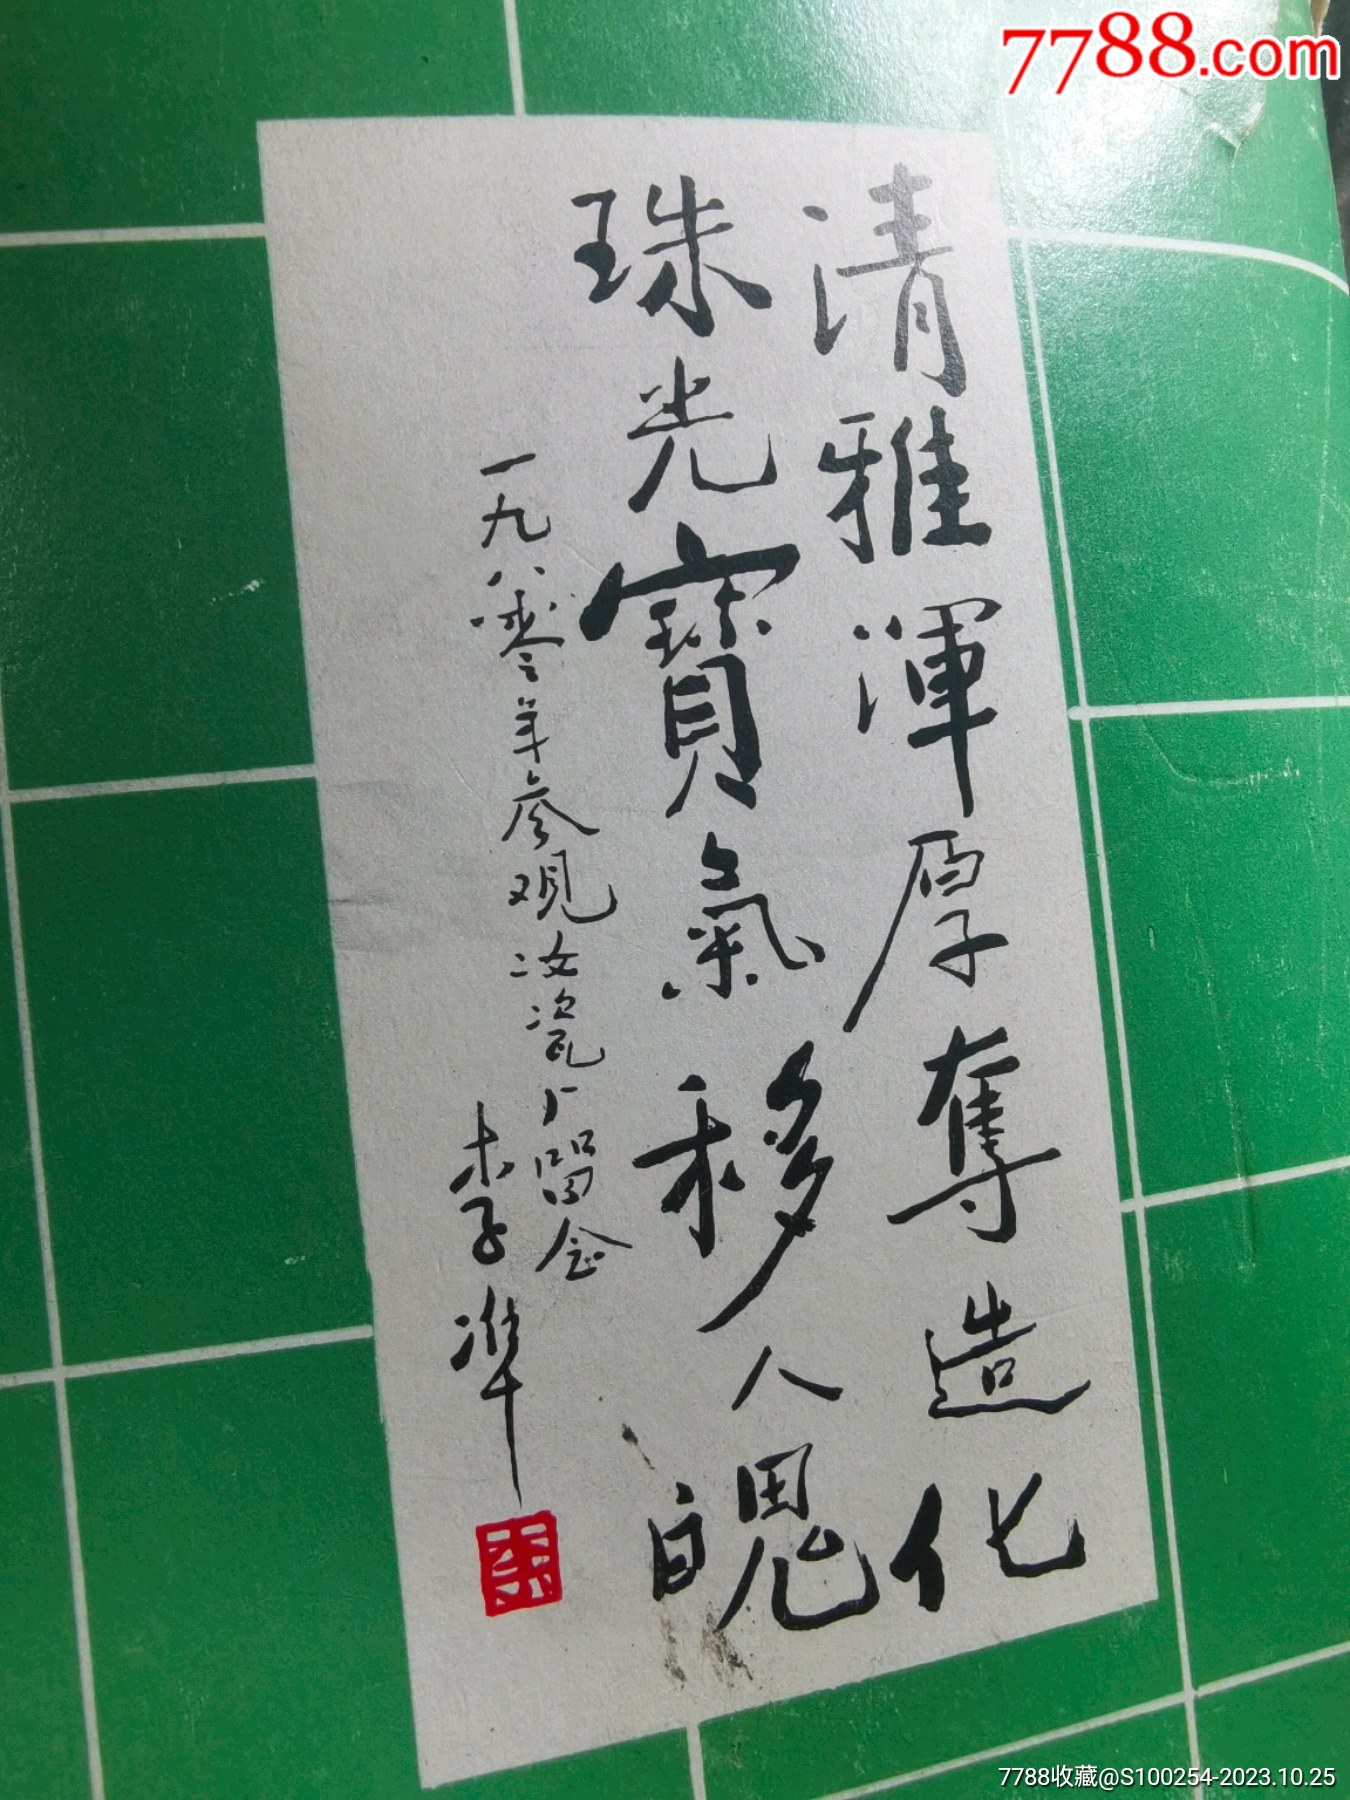 7788.com
清雅渾厚奪造化
珠光寶氣移人魄
一九八零年参观汝瓷厂留念
李準
7788收藏@S100254-2023.10.25